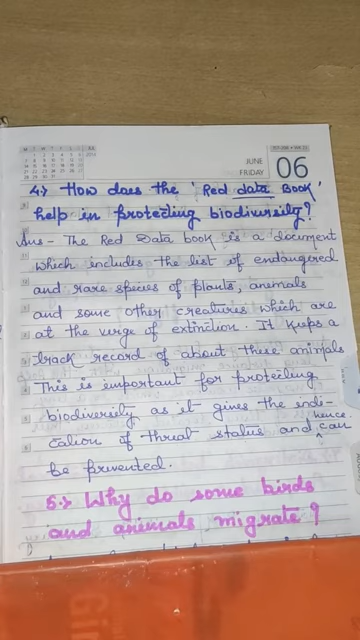 JUNE
FRIDAY
06
4.) How does the 'Red data Book'
help in protecting biodiversity?
Ans - The Red Data book is a document
which includes the list of endangered
and rare species of plants, animals
and some other creatures which are
at the verge of extinction. It keeps a
track record of about these animals
This is important for protecting
biodiversity as it gives the indi-
cation of threat status and hence can
be prevented.
5.) Why do some birds
and animals migrate?